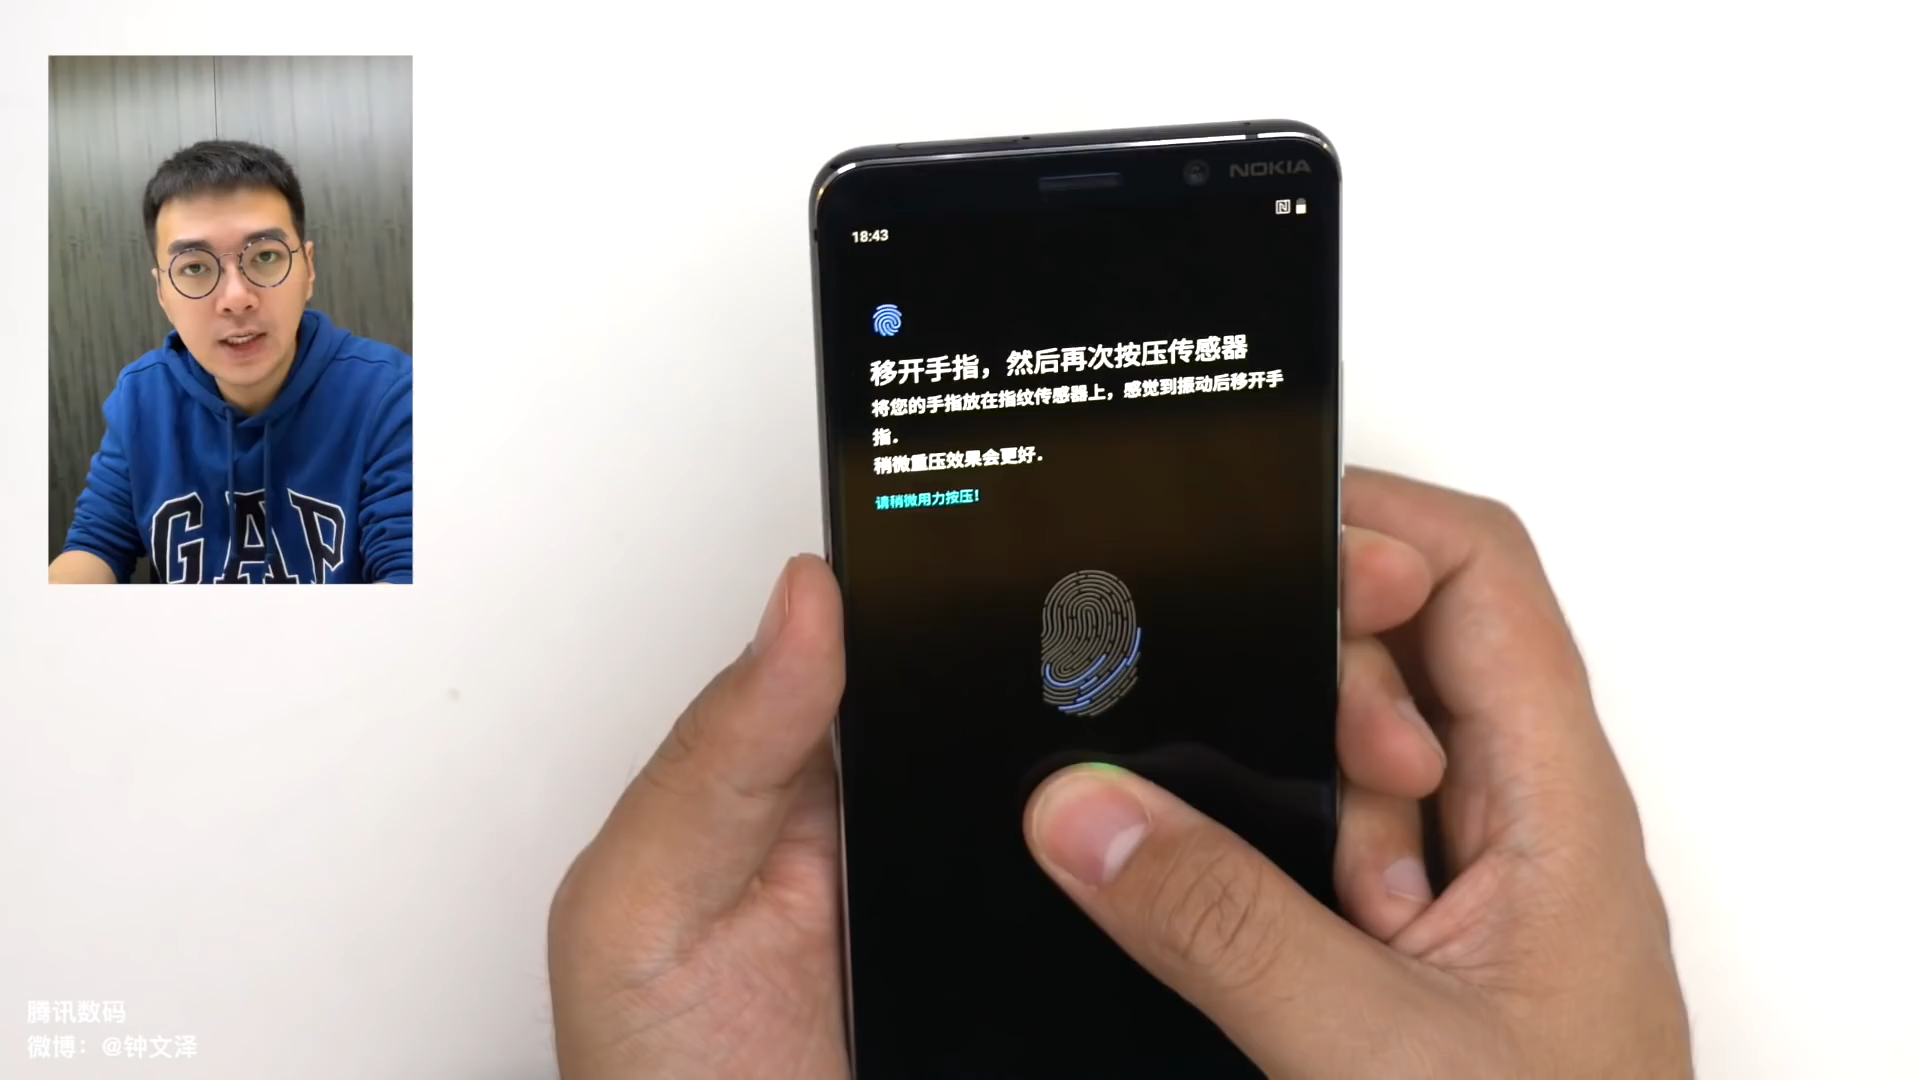 GAP
NOKIA
18:43
移开手指，然后再次按压传感器
将您的手指放在指纹传感器上，感觉到振动后移开手
指．
稍微重压效果会更好．
请稍微用力按压！
腾讯数码
微博：@钟文泽